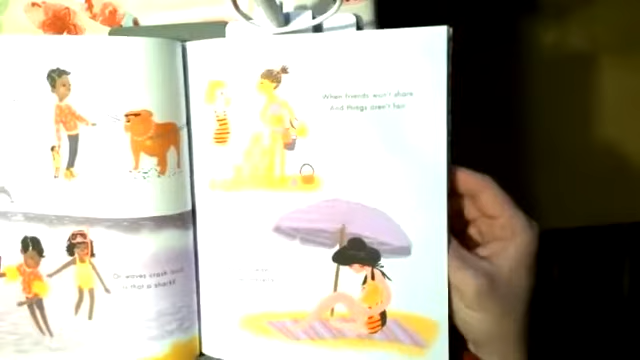 Or waves crash loud
is that a shark?
When friends won't share
And things aren't fair.